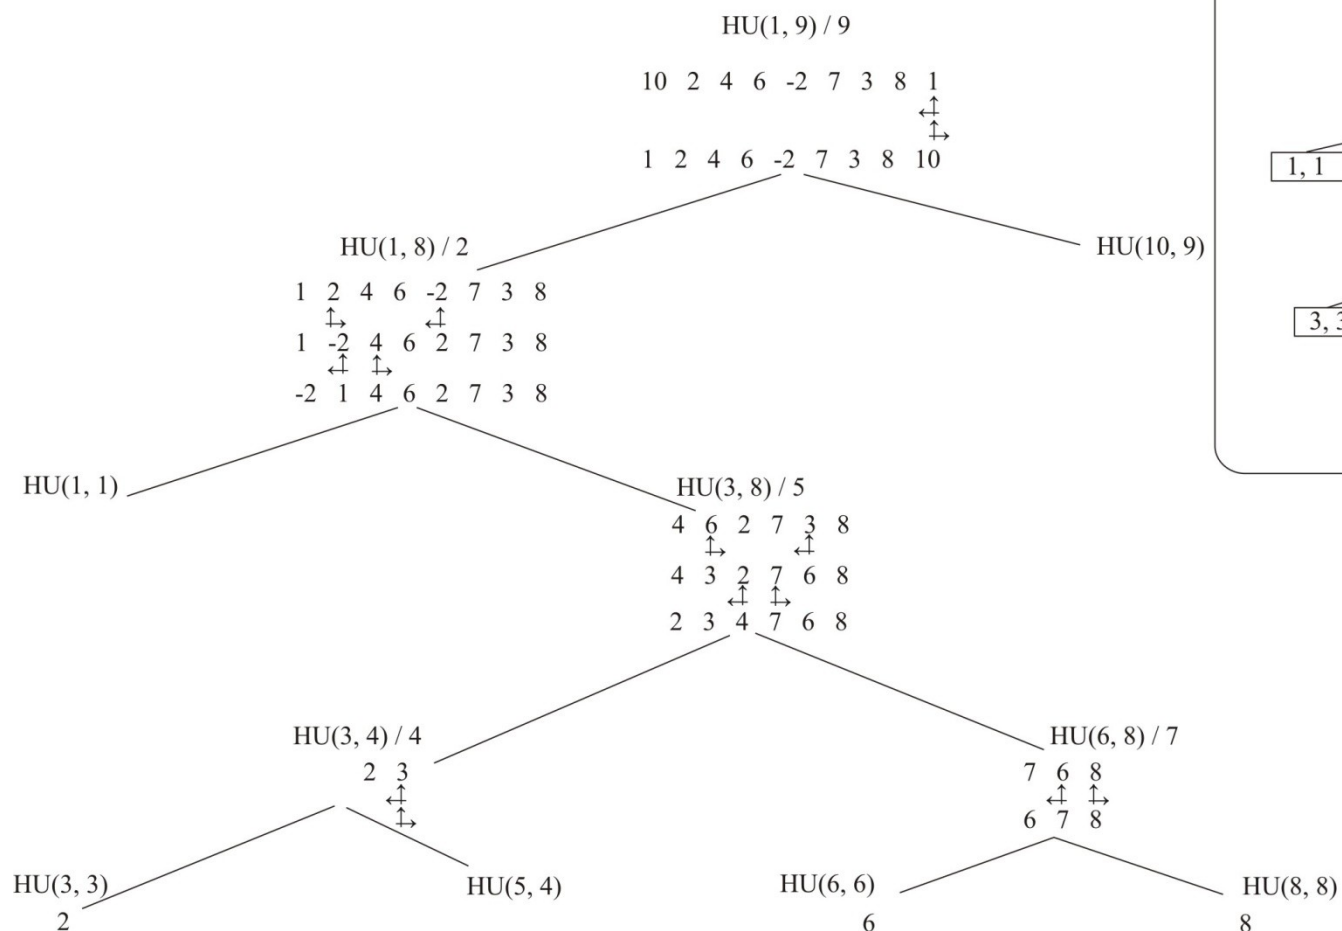 HU(1, 9) / 9
10 2 4 6 -2 7 3 8 1
1 2 4 6 -2 7 3 8 10
1, 1
HU(1, 8) / 2
HU(10, 9)
1 2 4 6 -2 7 3 8
3, 3
1 -2 4 6 2 7 3 8
-2 1 4 6 2 7 3 8
HU(1, 1)
HU(3, 8) / 5
4 6 2 7 3 8
4 3 2 7 6 8
2 3 4 7 6 8
HU(3, 4) / 4
HU(6, 8) / 7
2 3
7 6 8
6 7 8
HU(3, 3)
HU(5, 4)
HU(6, 6)
HU(8, 8)
2
6
8